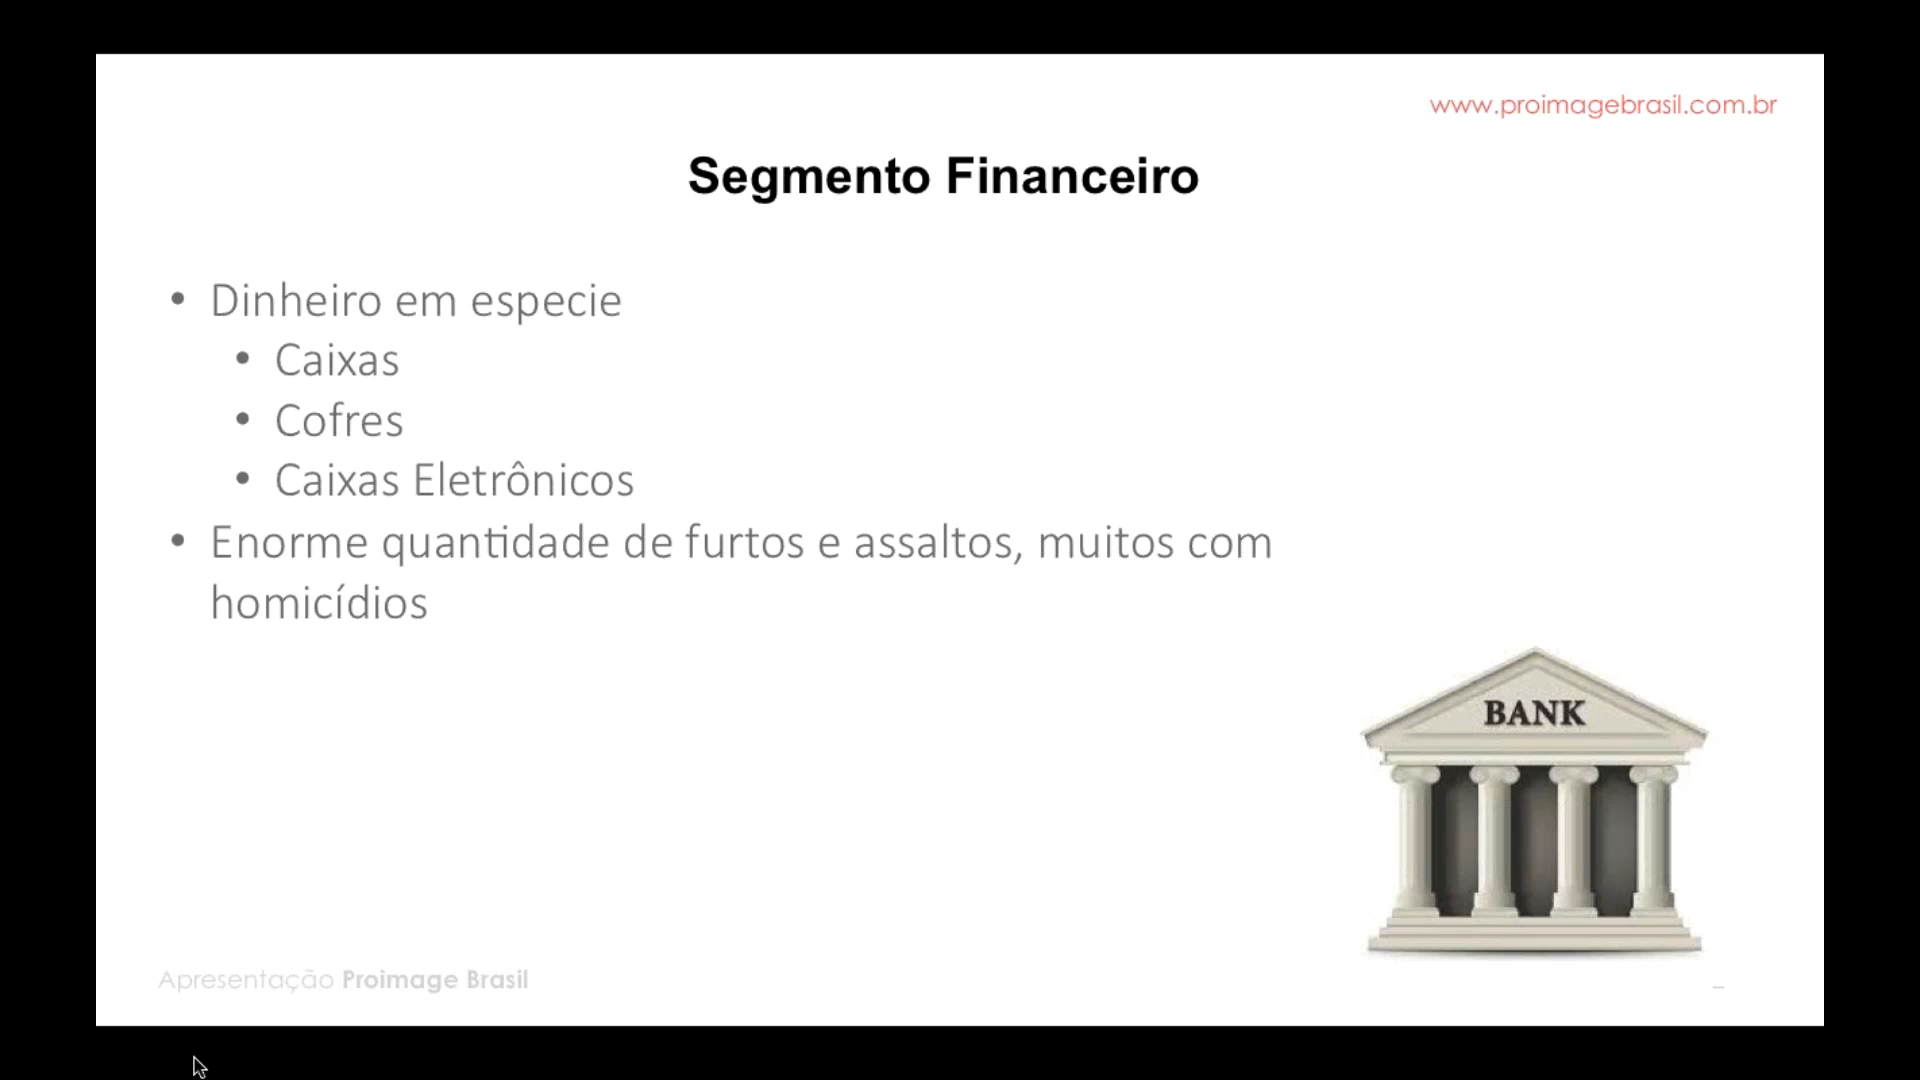 www.proimagebrasil.com.br
Segmento Financeiro
• Dinheiro em especie
• Caixas
• Cofres
• Caixas Eletrônicos
• Enorme quantidade de furtos e assaltos, muitos com
homicídios
BANK
Apresentação Proimage Brasil